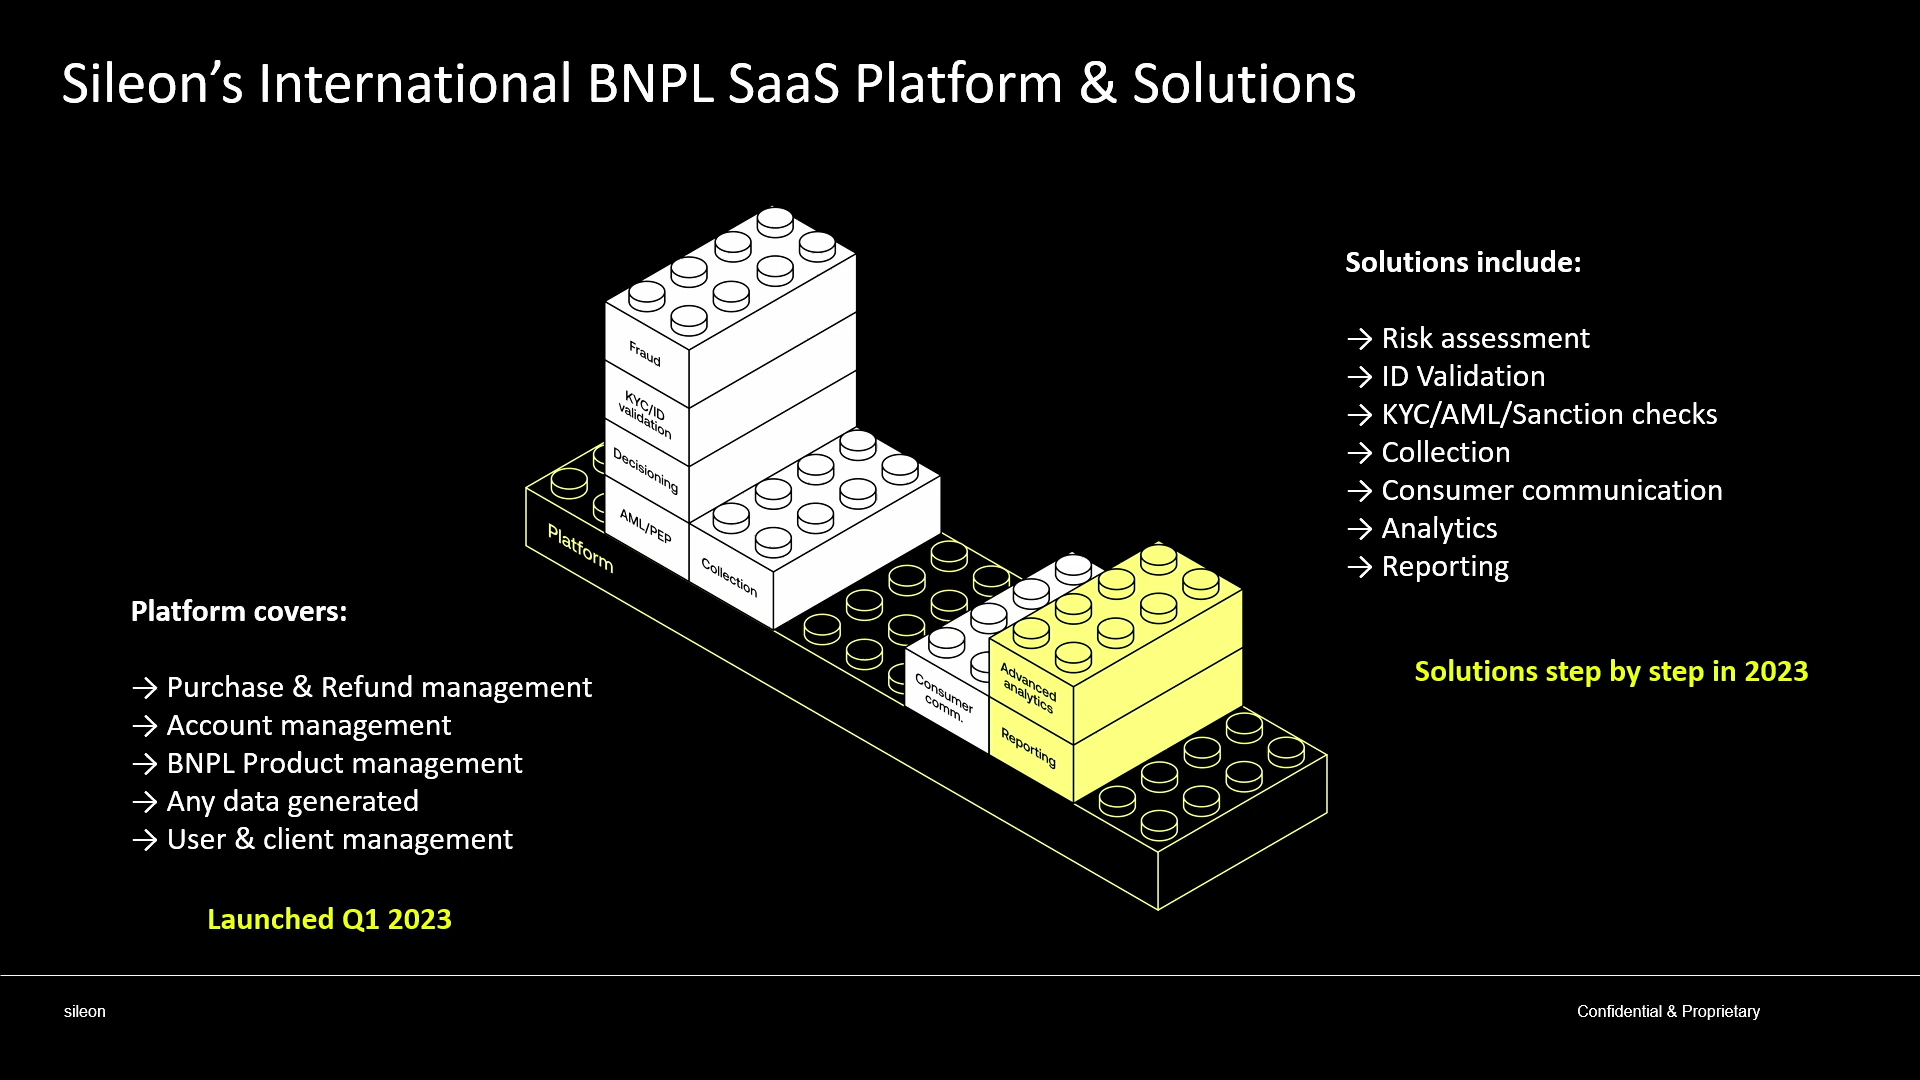 Sileon’s International BNPL SaaS Platform & Solutions
Fraud
KYC/ID
validation
Decisioning
AML/PEP
Collection
Platform
Consumer
comm.
Advanced
analytics
Reporting
Platform covers:
→ Purchase & Refund management
→ Account management
→ BNPL Product management
→ Any data generated
→ User & client management
Launched Q1 2023
Solutions include:
→ Risk assessment
→ ID Validation
→ KYC/AML/Sanction checks
→ Collection
→ Consumer communication
→ Analytics
→ Reporting
Solutions step by step in 2023
sileon
Confidential & Proprietary